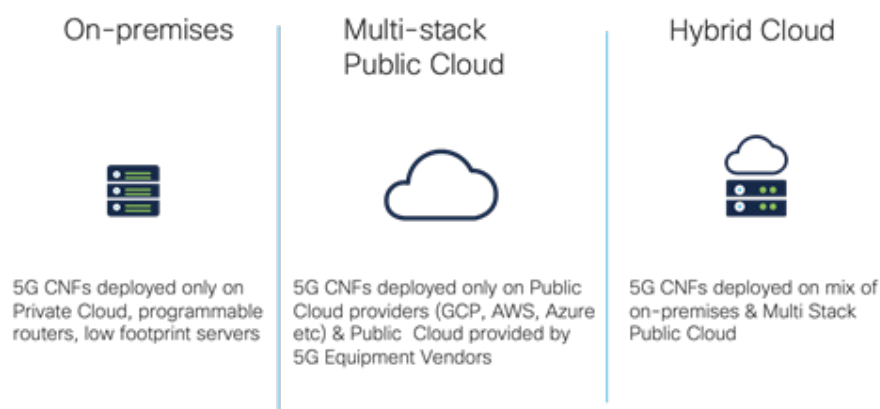 On-premises
5G CNFs deployed only on
Private Cloud, programmable
routers, low footprint servers
Multi-stack
Public Cloud
5G CNFs deployed only on Public
Cloud providers (GCP, AWS, Azure
etc) & Public Cloud provided by
5G Equipment Vendors
Hybrid Cloud
5G CNFs deployed on mix of
on-premises & Multi Stack
Public Cloud